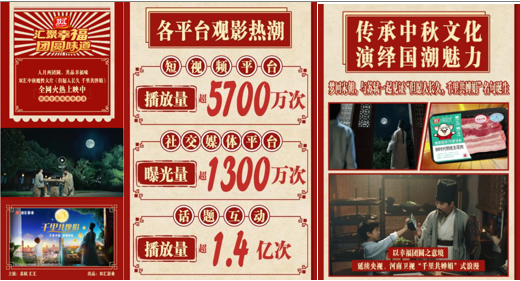 双汇
汇聚幸福
团圆味道
人月两团圆，共品幸福味
全网火热上映中
双汇
千里共婵娟
各平台观影热潮
短视频平台
播放量 超5700万次
社交媒体平台
曝光量 超1300万次
话题互动
播放量 超1.4亿次
传承中秋文化
演绎国潮魅力
以幸福团圆之意境
延续央视、河南卫视“千里共婵娟”式浪漫